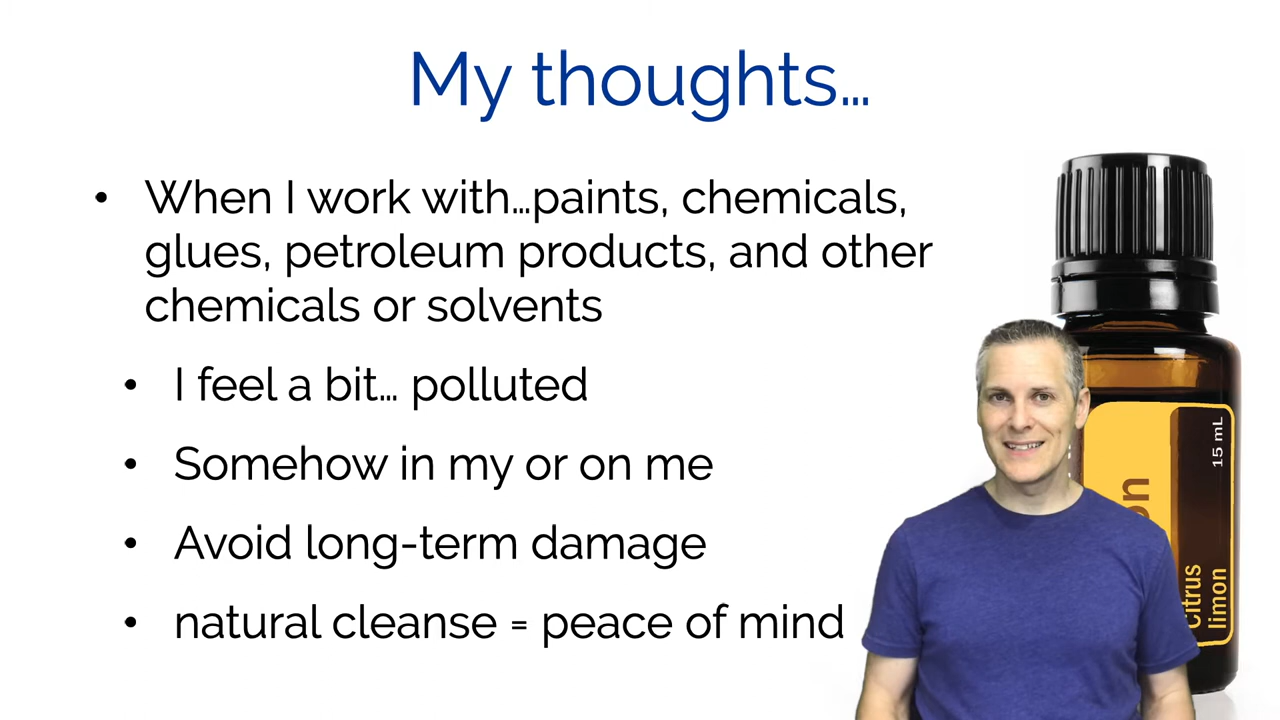 My thoughts…
• When I work with…paints, chemicals,
glues, petroleum products, and other
chemicals or solvents
• I feel a bit… polluted
• Somehow in my or on me
• Avoid long-term damage
• natural cleanse = peace of mind
15 mL
citrus
limon